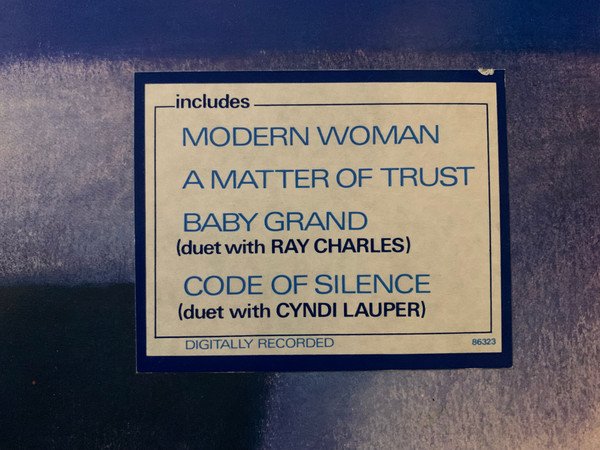 includes
MODERN WOMAN
A MATTER OF TRUST
BABY GRAND
(duet with RAY CHARLES)
CODE OF SILENCE
(duet with CYNDI LAUPER)
DIGITALLY RECORDED 86323